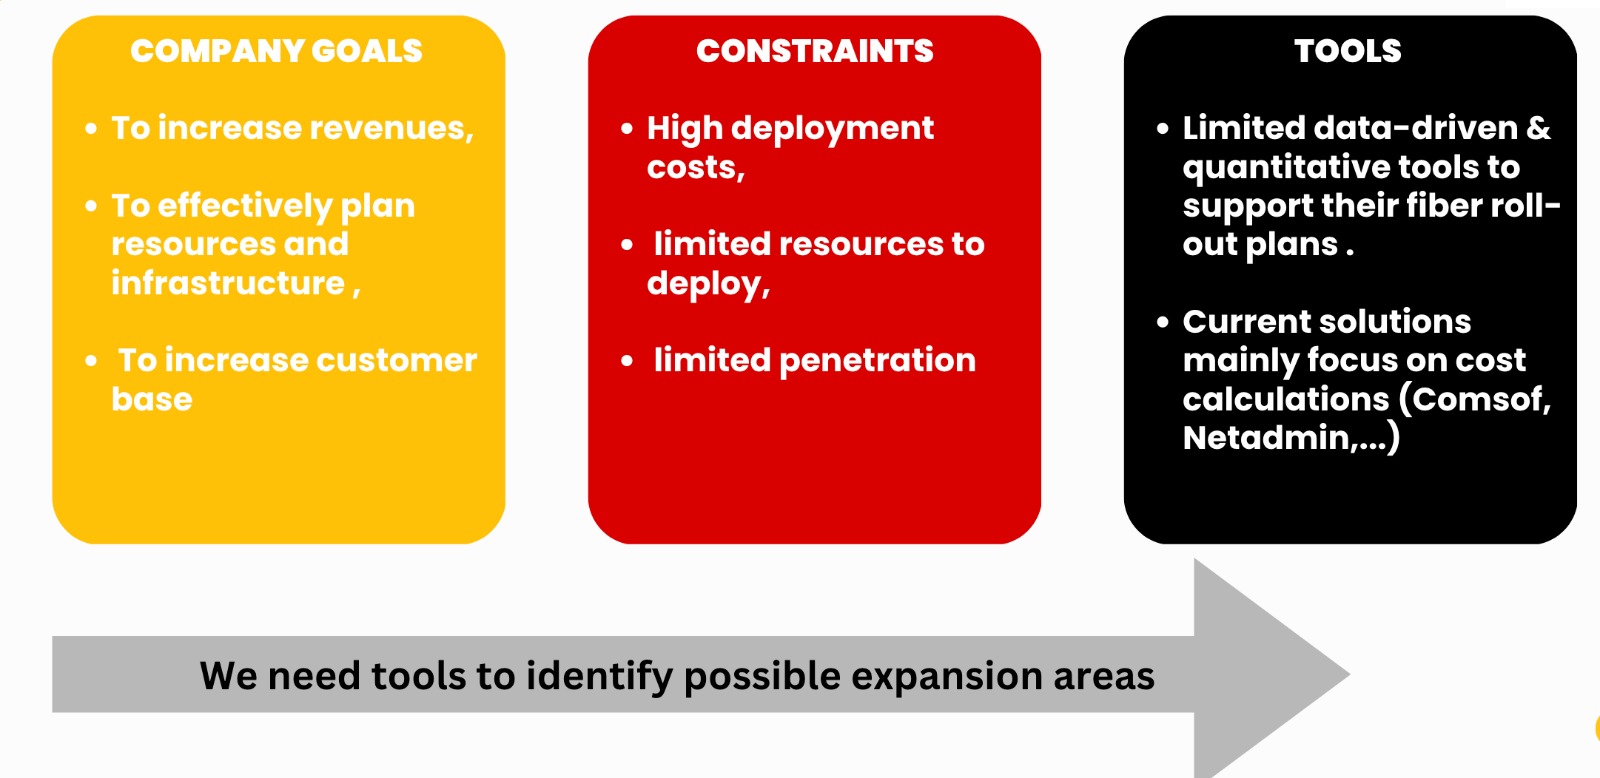 COMPANY GOALS
• To increase revenues,
• To effectively plan
resources and
infrastructure ,
• To increase customer
base
CONSTRAINTS
• High deployment
costs,
• limited resources to
deploy,
• limited penetration
TOOLS
• Limited data-driven &
quantitative tools to
support their fiber roll-
out plans .
• Current solutions
mainly focus on cost
calculations (Comsof,
Netadmin,...)
We need tools to identify possible expansion areas